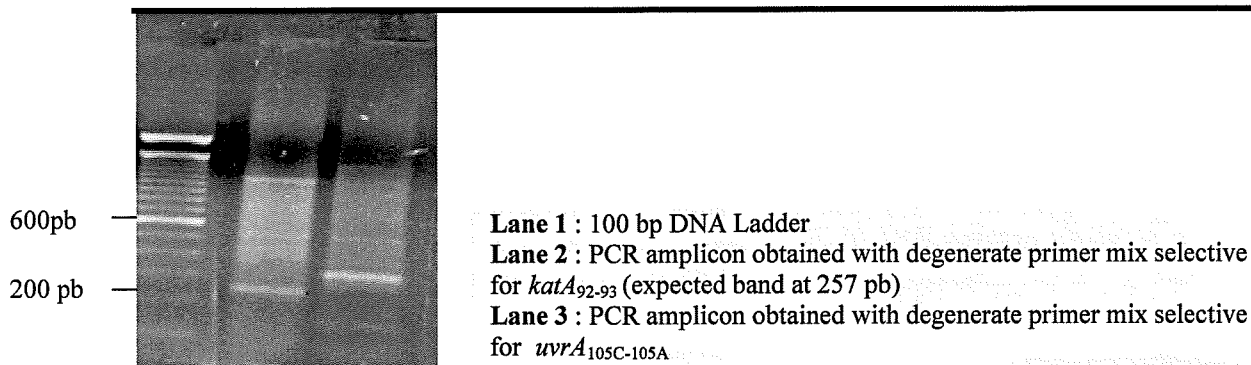 600pb
200 pb
Lane 1 : 100 bp DNA Ladder
Lane 2 : PCR amplicon obtained with degenerate primer mix selective
for katA92-93 (expected band at 257 pb)
Lane 3 : PCR amplicon obtained with degenerate primer mix selective
for uvrA105C-105A